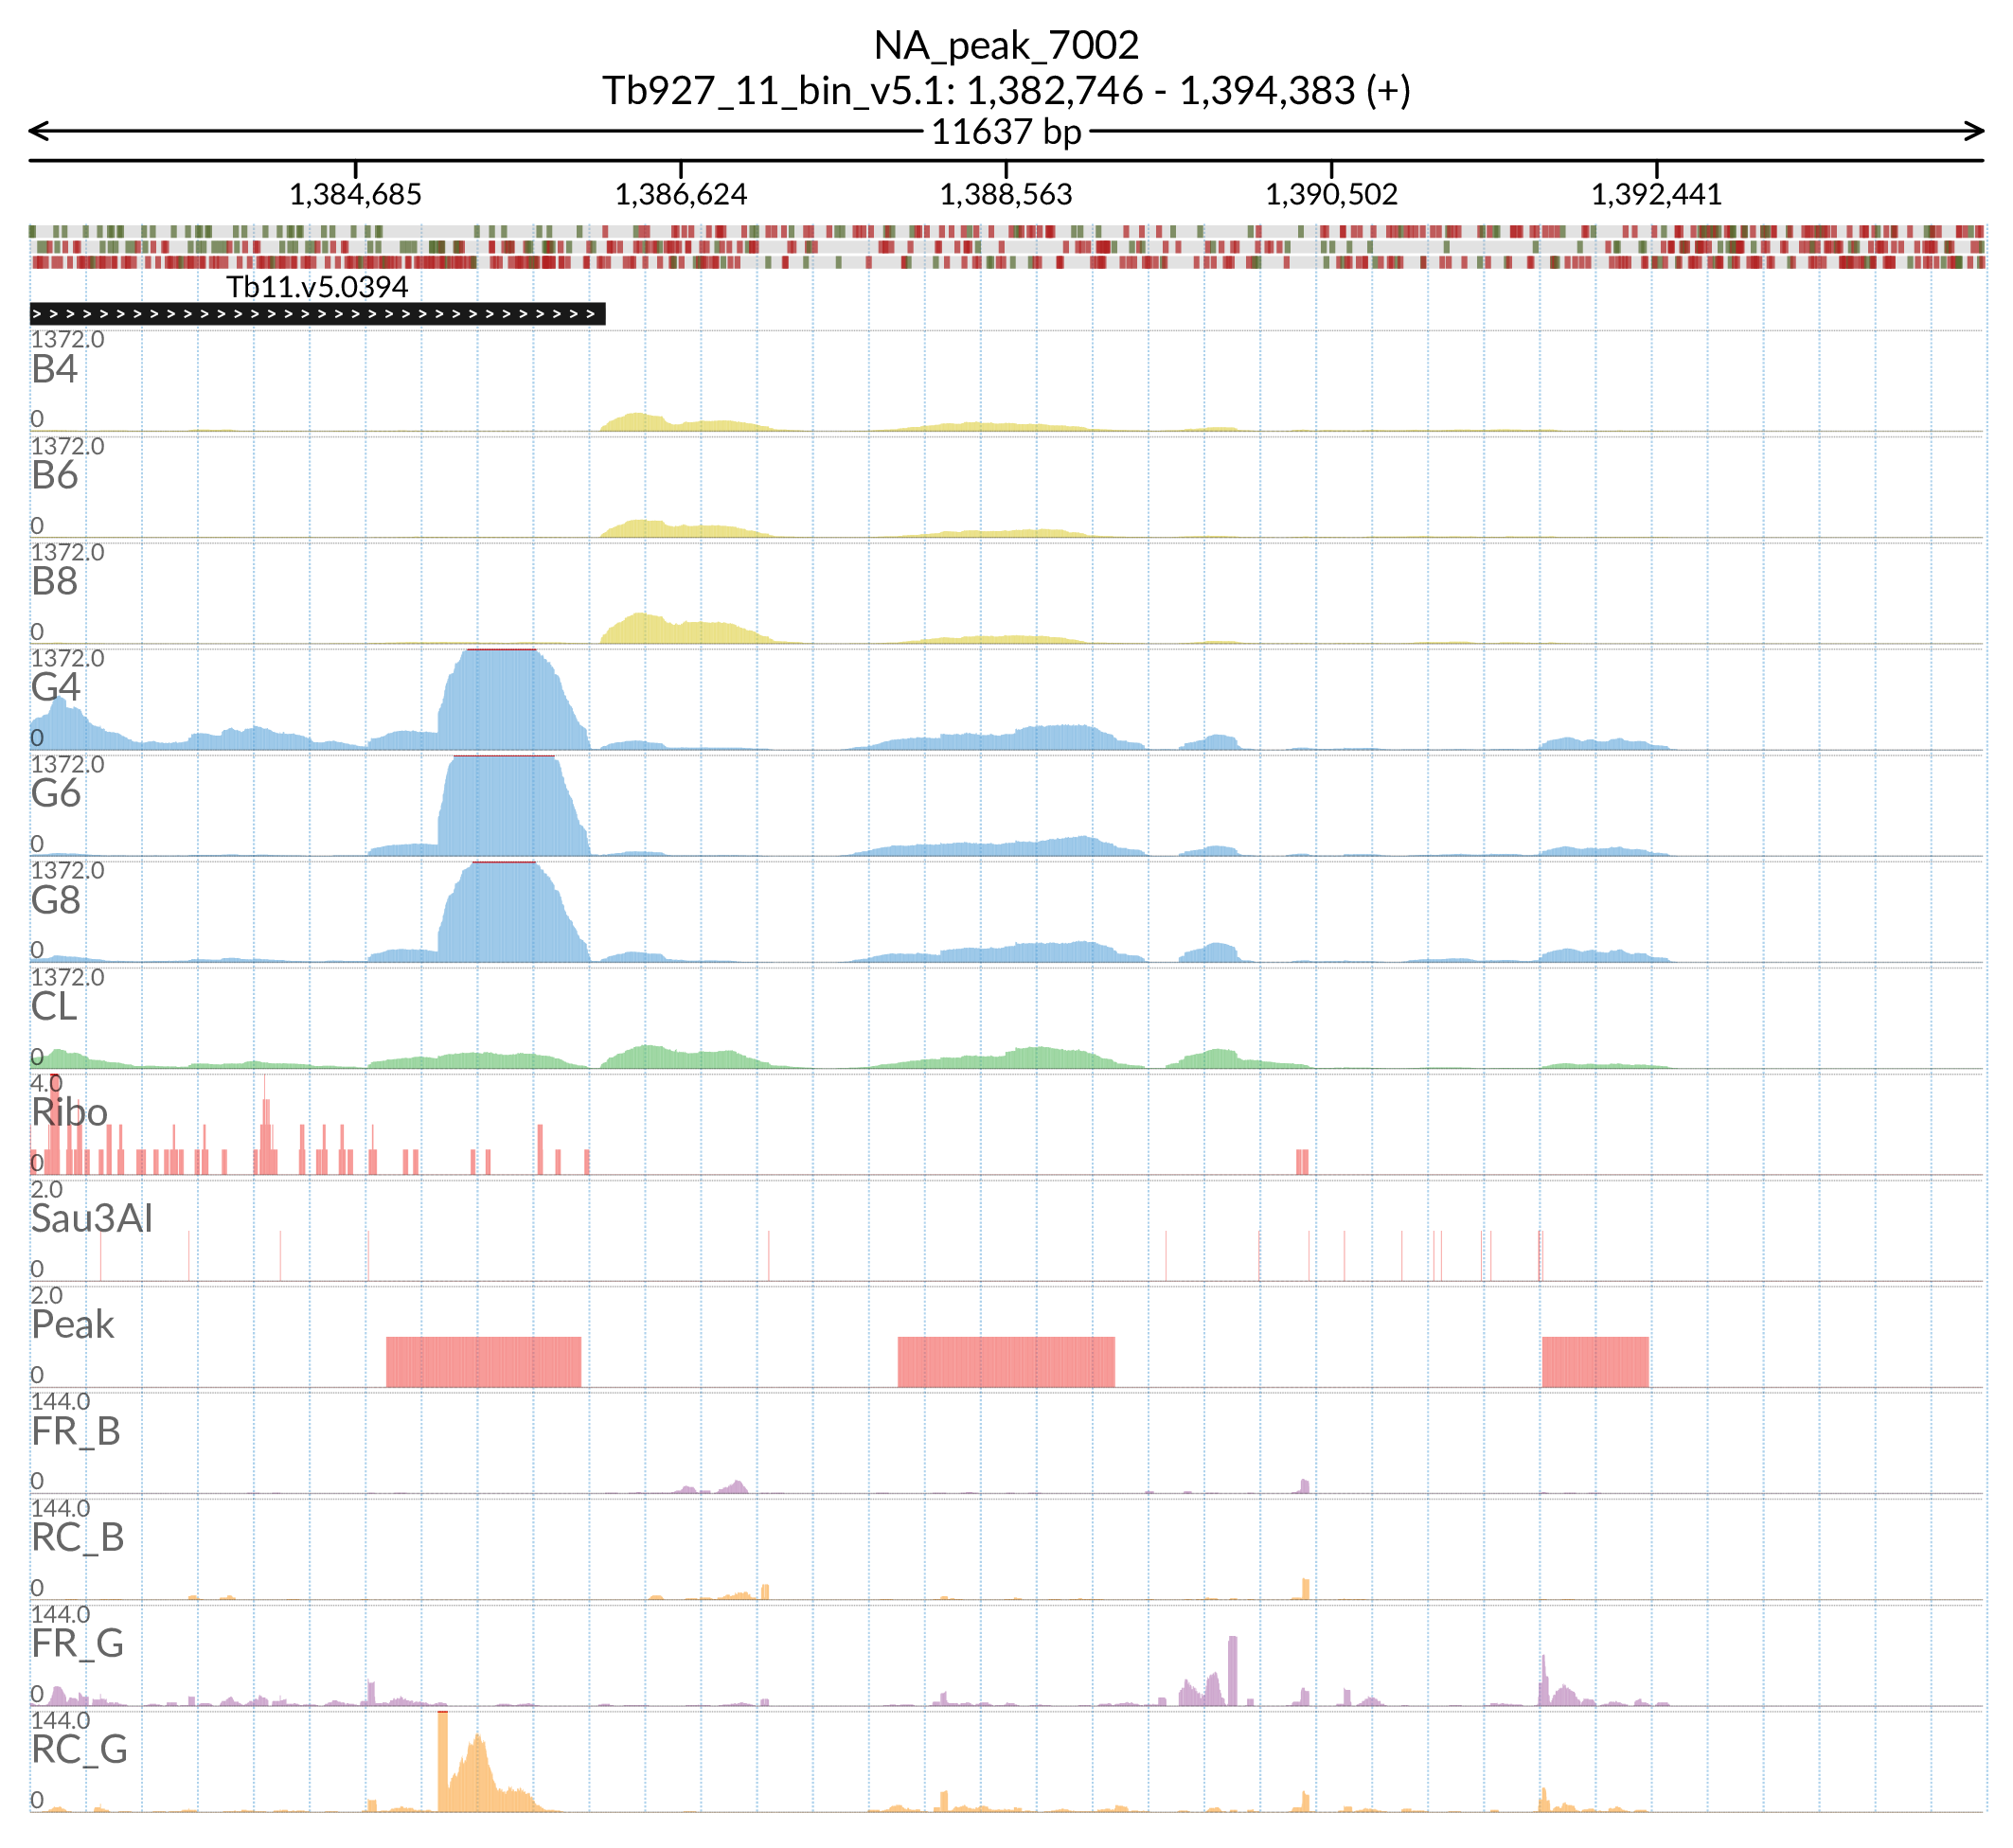 NA_peak_7002
Tb927_11_bin_v5.1: 1,382,746 - 1,394,383 (+)
11637 bp
1,384,685 1,386,624 1,388,563 1,390,502 1,392,441
Tb11.v5.0394
1372.0
B4
0
1372.0
B6
0
1372.0
B8
0
1372.0
G4
0
1372.0
G6
0
1372.0
G8
0
1372.0
CL
0
4.0
Ribo
0
2.0
Sau3AI
0
2.0
Peak
0
144.0
FR_B
0
144.0
RC_B
0
144.0
FR_G
0
144.0
RC_G
0